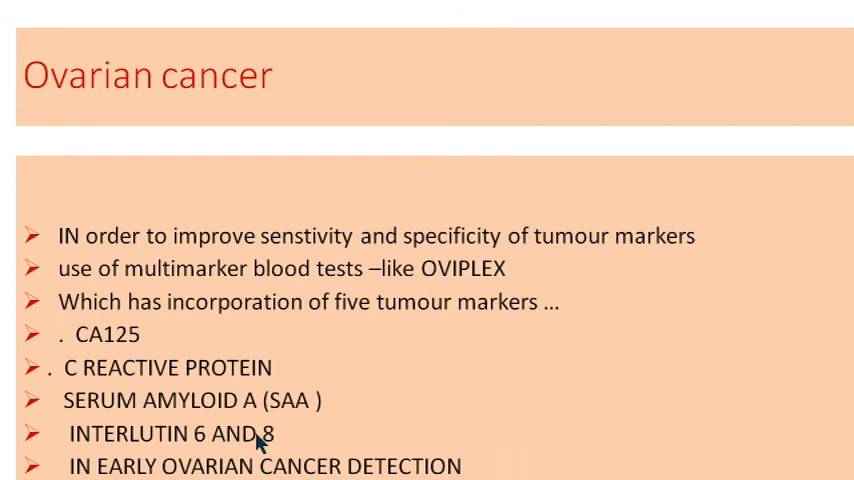 Ovarian cancer
IN order to improve senstivity and specificity of tumour markers
use of multimarker blood tests –like OVIPLEX
Which has incorporation of five tumour markers ...
. CA125
. C REACTIVE PROTEIN
SERUM AMYLOID A (SAA )
INTERLUTIN 6 AND 8
IN EARLY OVARIAN CANCER DETECTION